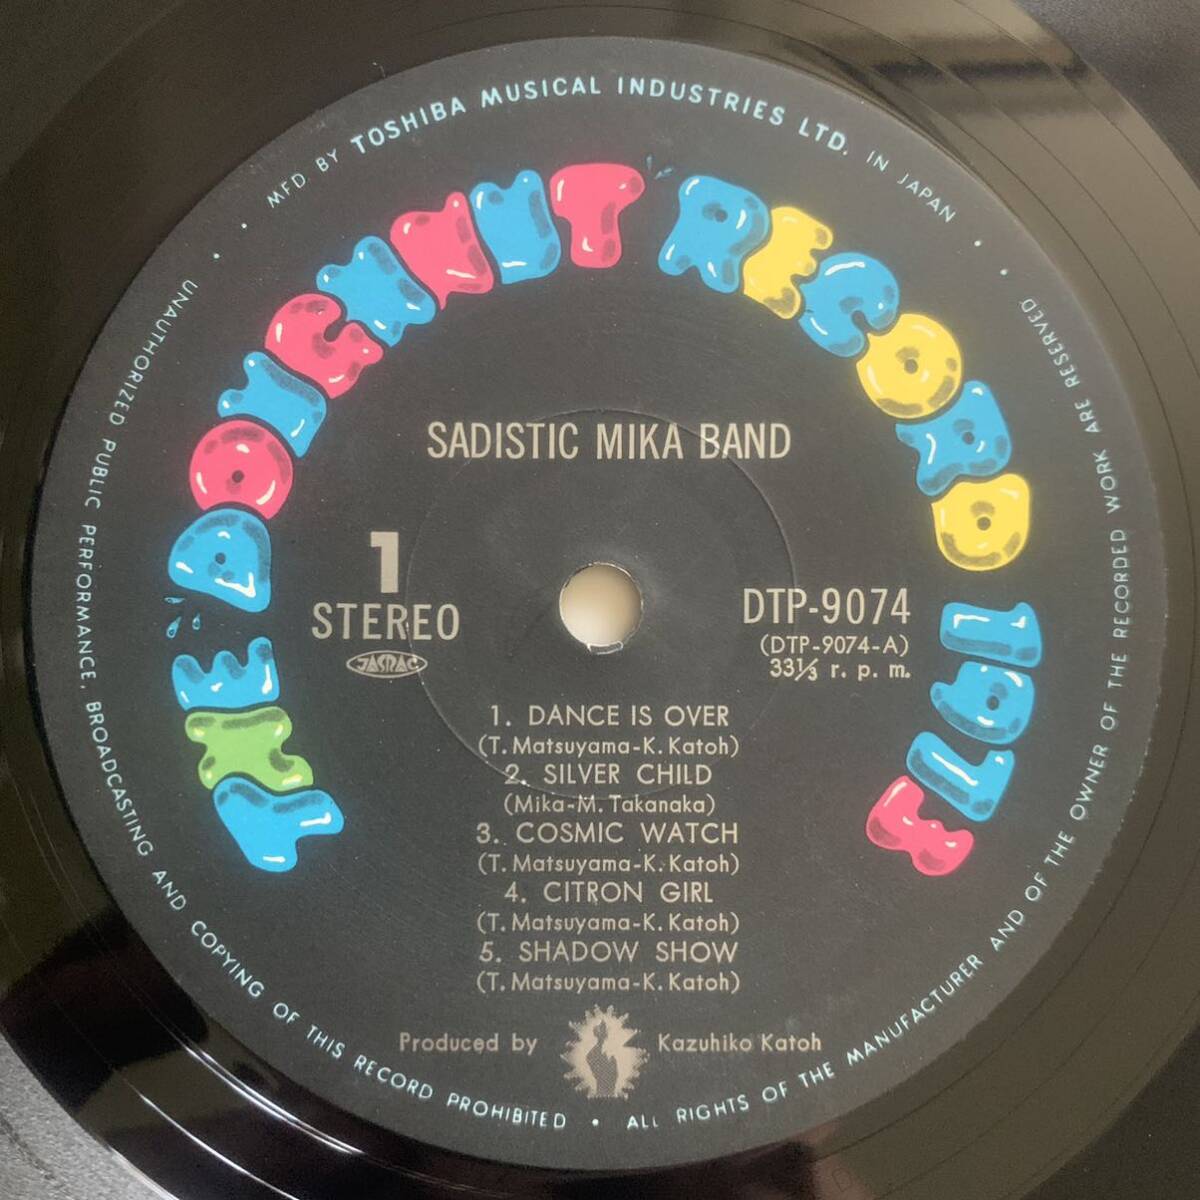 MFD. BY TOSHIBA MUSICAL INDUSTRIES LTD. IN JAPAN
THE DOUGHNUT RECORD 1973
SADISTIC MIKA BAND
1
STEREO
JASRAC
DTP-9074
(DTP-9074-A)
33⅓ r. p. m.
1. DANCE IS OVER
(T. Matsuyama-K. Katoh)
2. SILVER CHILD
(Mika-M. Takanaka)
3. COSMIC WATCH
(T. Matsuyama-K. Katoh)
4. CITRON GIRL
(T. Matsuyama-K. Katoh)
5. SHADOW SHOW
(T. Matsuyama-K. Katoh)
Produced by Kazuhiko Katoh
UNAUTHORIZED PUBLIC PERFORMANCE, BROADCASTING AND COPYING OF THIS RECORD PROHIBITED • ALL RIGHTS OF THE MANUFACTURER AND OF THE OWNER OF THE RECORDED WORK ARE RESERVED